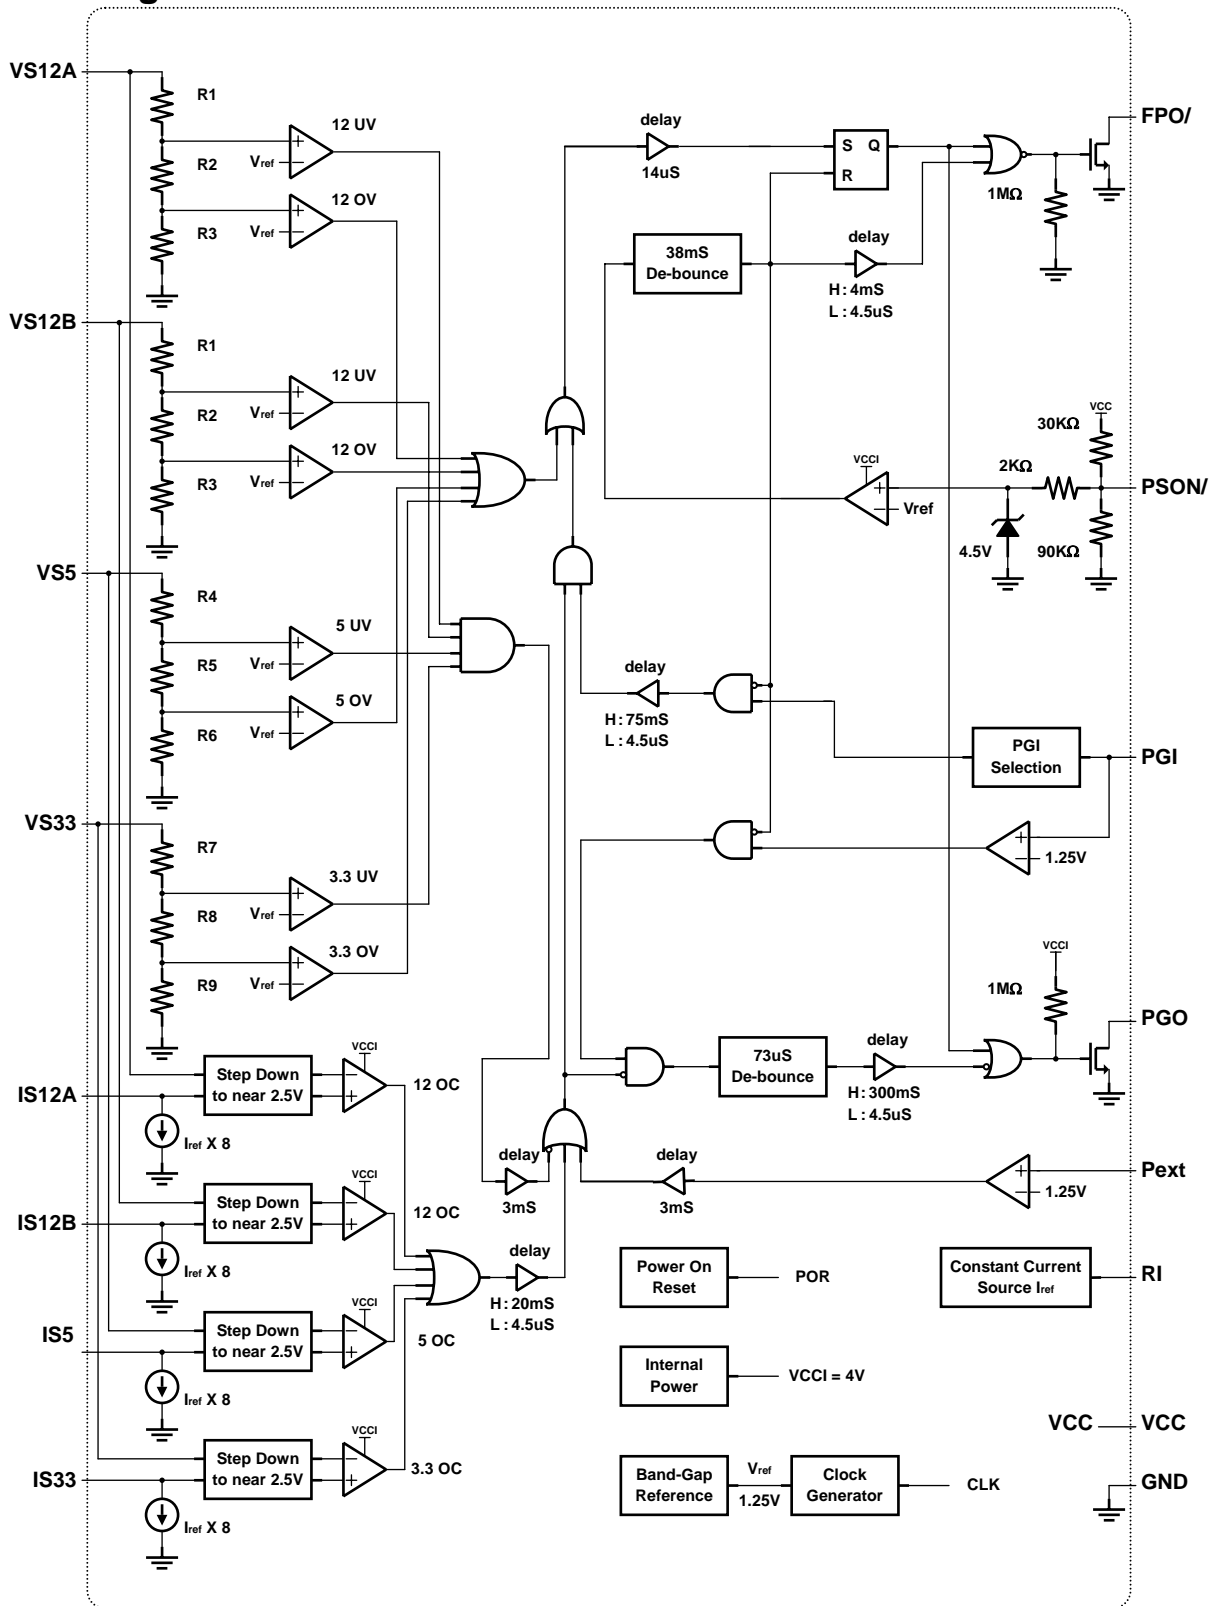 VS12A
R1
12 UV
Vref
R2
12 OV
R3
Vref
VS12B
R1
12 UV
Vref
R2
12 OV
R3
Vref
VS5
R4
5 UV
R5
Vref
5 OV
R6
Vref
VS33
R7
3.3 UV
R8
Vref
3.3 OV
R9
Vref
VCCI
Step Down
to near 2.5V
12 OC
IS12A
Iref X 8
VCCI
Step Down
to near 2.5V
12 OC
IS12B
Iref X 8
VCCI
Step Down
to near 2.5V
5 OC
IS5
Iref X 8
VCCI
Step Down
to near 2.5V
3.3 OC
IS33
Iref X 8
delay
14uS
S Q
R
FPO/
1MΩ
38mS
De-bounce
delay
H : 4mS
L : 4.5uS
VCC
30KΩ
2KΩ
VCCI
Vref
PSON/
4.5V
90KΩ
delay
H : 75mS
L : 4.5uS
PGI
Selection
PGI
1.25V
VCCI
1MΩ
PGO
73uS
De-bounce
delay
H : 300mS
L : 4.5uS
delay
3mS
delay
3mS
Pext
1.25V
delay
H : 20mS
L : 4.5uS
Power On
Reset
POR
Constant Current
Source Iref
RI
Internal
Power
VCCI = 4V
VCC
VCC
Band-Gap
Reference
Vref
1.25V
Clock
Generator
CLK
GND